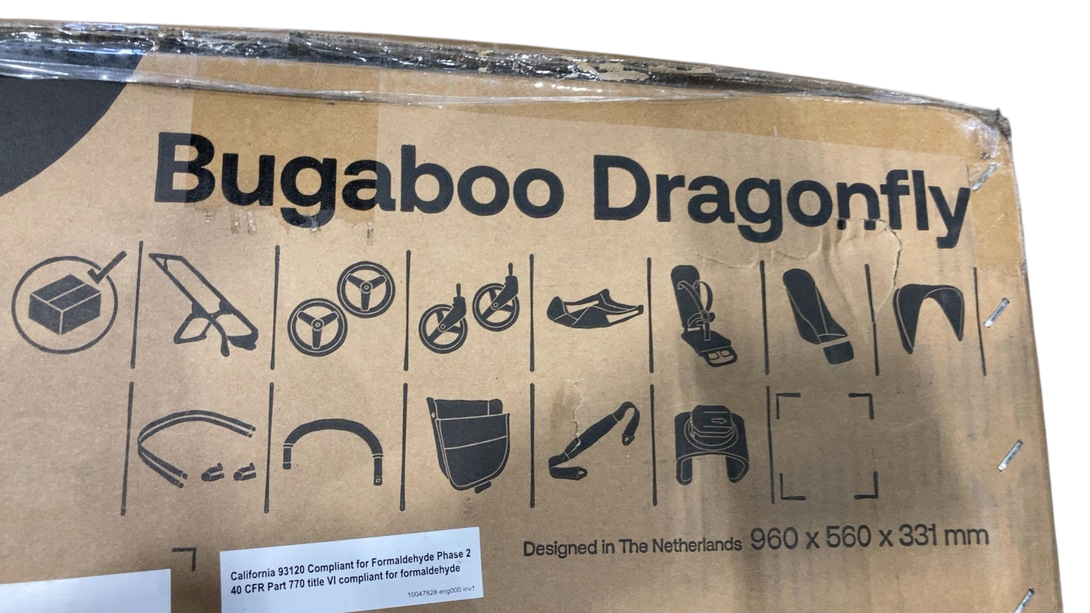 Bugaboo Dragonfly
Designed in The Netherlands 960 x 560 x 331 mm
California 93120 Compliant for Formaldehyde Phase 2
40 CFR Part 770 title VI compliant for formaldehyde
10047828 eng000 inv1